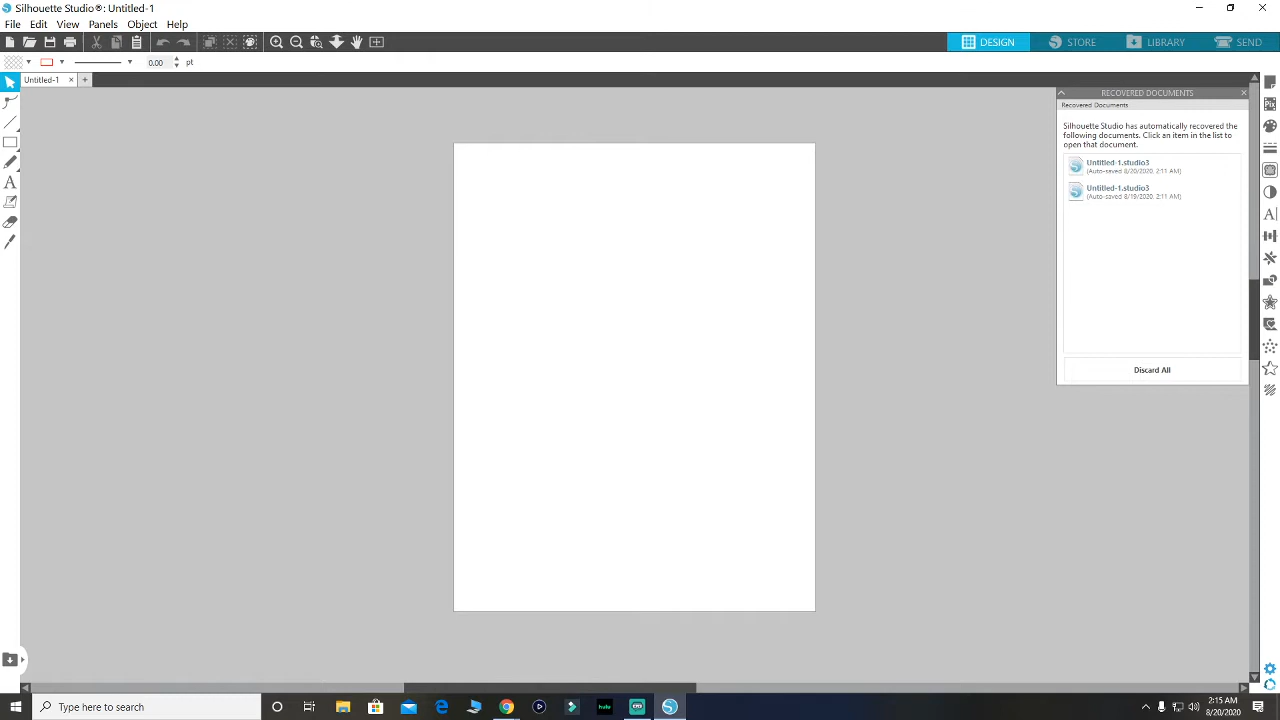 Silhouette Studio®: Untitled-1
File Edit View Panels Object Help
DESIGN STORE LIBRARY SEND
0.00 pt
Untitled-1
RECOVERED DOCUMENTS
Recovered Documents
Silhouette Studio has automatically recovered the
following documents. Click an item in the list to
open that document.
Untitled-1.studio3
(Auto-saved 8/20/2020, 2:11 AM)
Untitled-1.studio3
(Auto-saved 8/19/2020, 2:11 AM)
Discard All
Type here to search
hulu
2:15 AM
8/20/2020